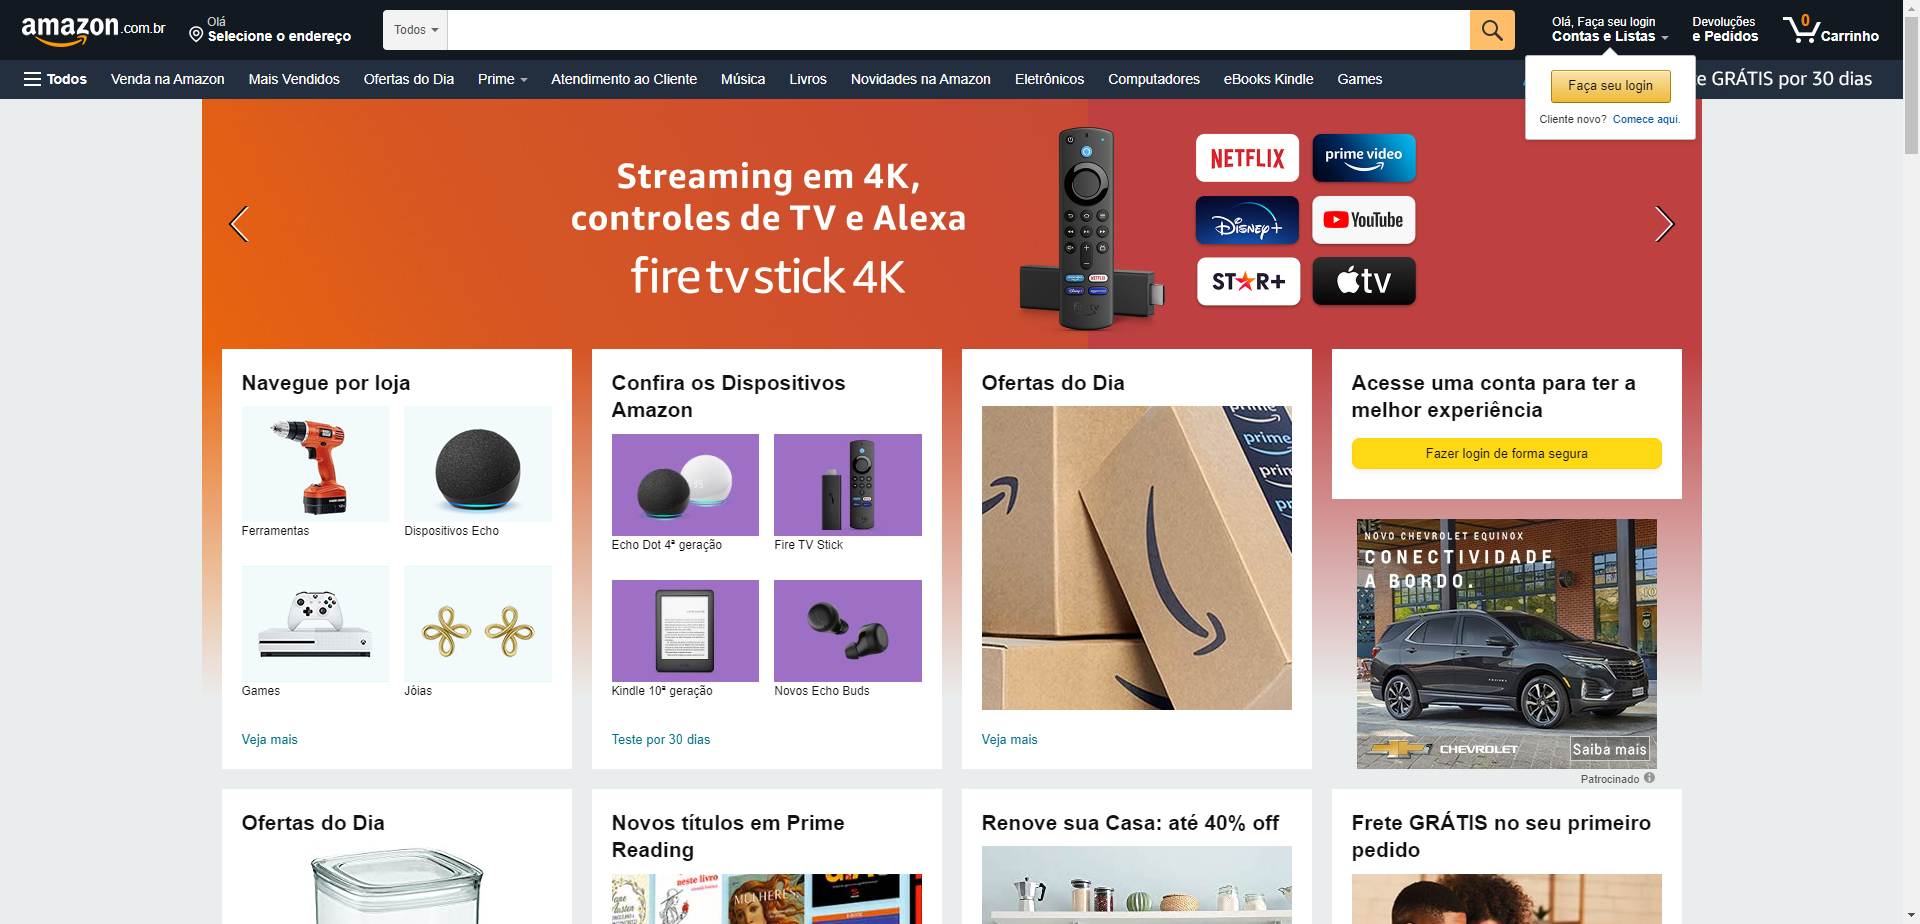 amazon.com.br
Olá
Selecione o endereço
Todos
Olá, Faça seu login
Contas e Listas
Devoluções
e Pedidos
0
Carrinho
Todos
Venda na Amazon
Mais Vendidos
Ofertas do Dia
Prime
Atendimento ao Cliente
Música
Livros
Novidades na Amazon
Eletrônicos
Computadores
eBooks Kindle
Games
GRÁTIS por 30 dias
Faça seu login
Cliente novo? Comece aqui.
Streaming em 4K,
controles de TV e Alexa
fire tv stick 4K
NETFLIX
prime video
Disney+
YouTube
STAR+
tv
Navegue por loja
Ferramentas
Dispositivos Echo
Games
Jóias
Veja mais
Confira os Dispositivos
Amazon
Echo Dot 4ª geração
Fire TV Stick
Kindle 10ª geração
Novos Echo Buds
Teste por 30 dias
Ofertas do Dia
prime
Veja mais
Acesse uma conta para ter a
melhor experiência
Fazer login de forma segura
NOVO CHEVROLET EQUINOX
CONECTIVIDADE
A BORDO.
CHEVROLET
Saiba mais
Patrocinado
Ofertas do Dia
Novos títulos em Prime
Reading
neste livro
MULHERES
Renove sua Casa: até 40% off
Frete GRÁTIS no seu primeiro
pedido